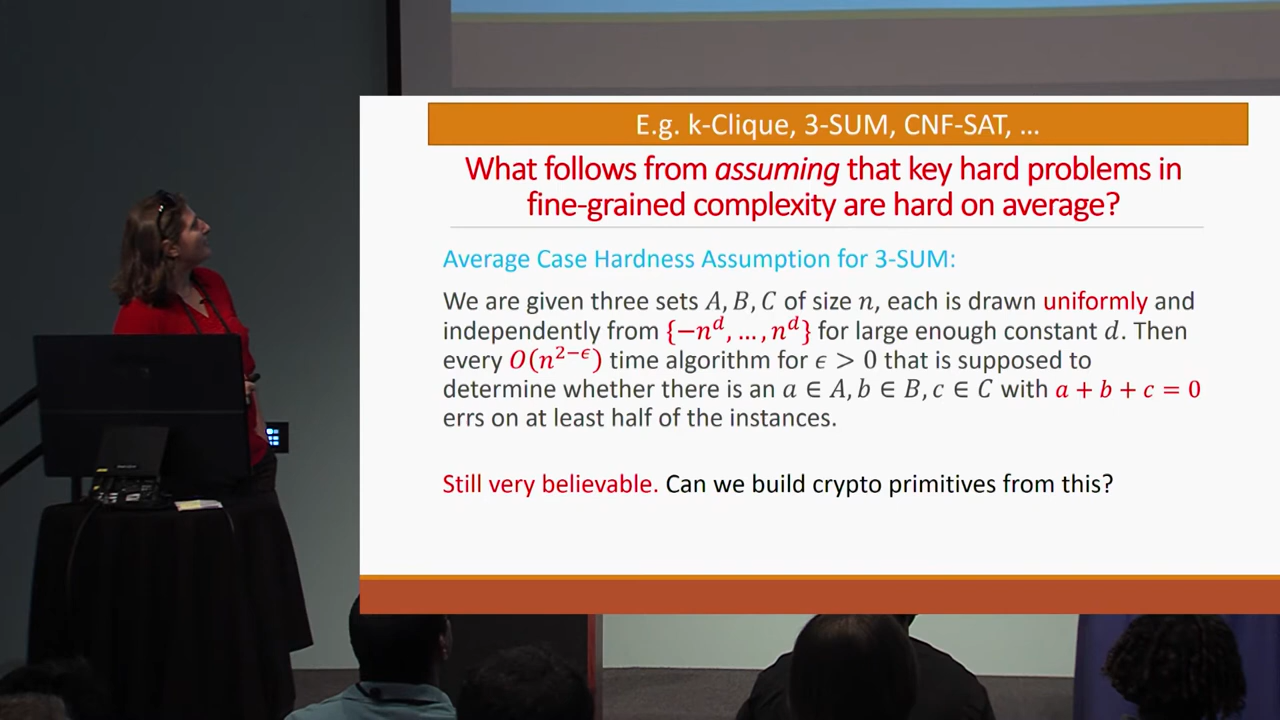 E.g. k-Clique, 3-SUM, CNF-SAT, …
What follows from assuming that key hard problems in
fine-grained complexity are hard on average?
Average Case Hardness Assumption for 3-SUM:
We are given three sets A, B, C of size n, each is drawn uniformly and
independently from {−n^d, … , n^d} for large enough constant d. Then
every O(n^{2−ϵ}) time algorithm for ϵ > 0 that is supposed to
determine whether there is an a ∈ A, b ∈ B, c ∈ C with a + b + c = 0
errs on at least half of the instances.
Still very believable. Can we build crypto primitives from this?